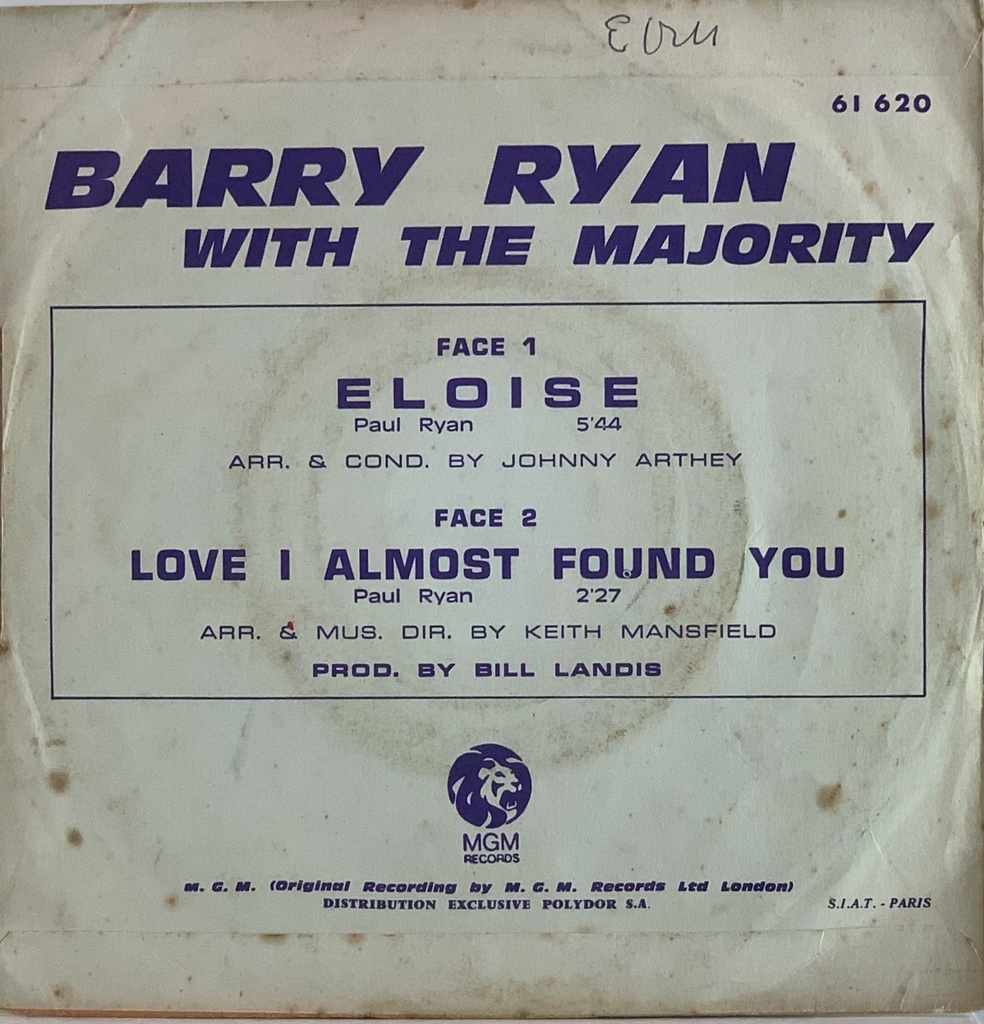 61 620
BARRY RYAN
WITH THE MAJORITY
FACE 1
ELOISE
Paul Ryan 5'44
ARR. & COND. BY JOHNNY ARTHEY
FACE 2
LOVE I ALMOST FOUND YOU
Paul Ryan 2'27
ARR. & MUS. DIR. BY KEITH MANSFIELD
PROD. BY BILL LANDIS
MGM
RECORDS
M. G. M. (Original Recording by M. G. M. Records Ltd London)
DISTRIBUTION EXCLUSIVE POLYDOR S.A.
S.I.A.T. - PARIS